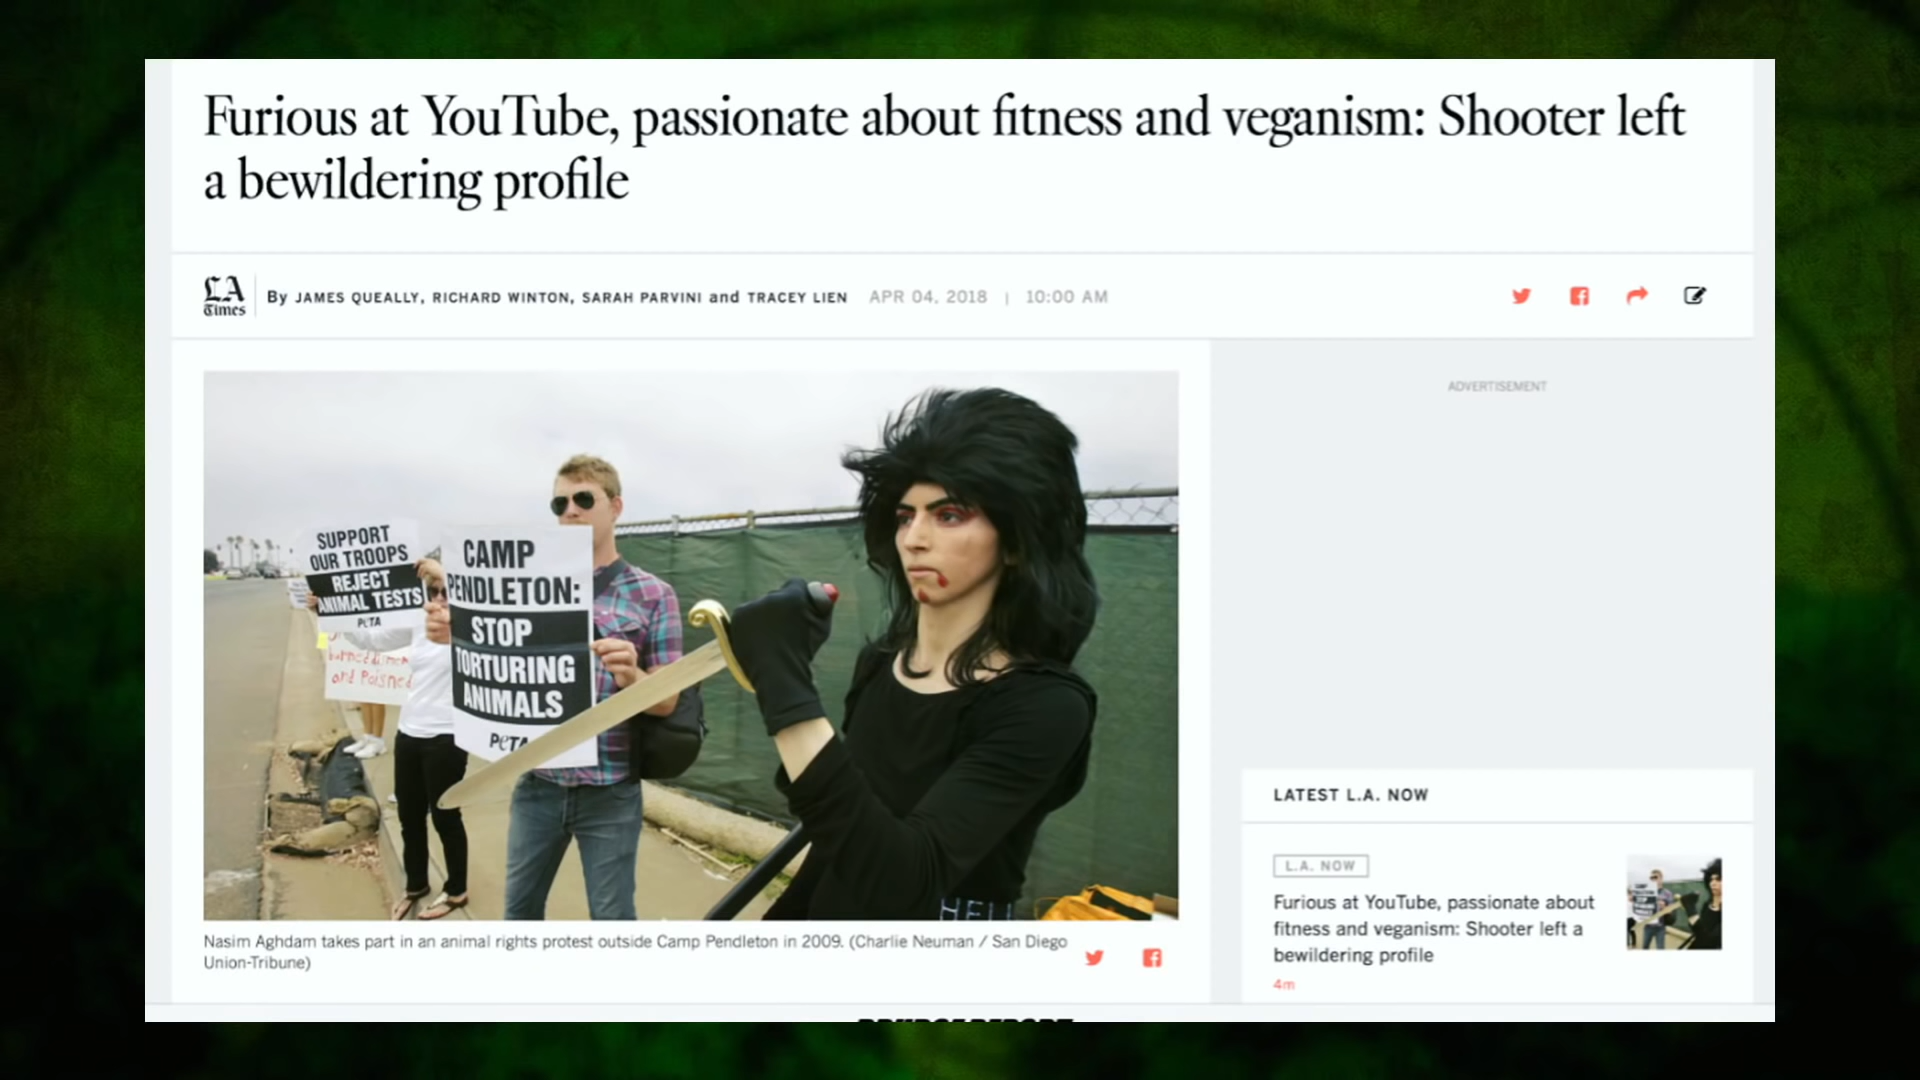 Furious at YouTube, passionate about fitness and veganism: Shooter left
a bewildering profile
LA
Times
By JAMES QUEALLY, RICHARD WINTON, SARAH PARVINI and TRACEY LIEN APR 04, 2018 | 10:00 AM
ADVERTISEMENT
SUPPORT
OUR TROOPS
REJECT
ANIMAL TESTS
PETA
and Poisned
CAMP
PENDLETON:
STOP
TORTURING
ANIMALS
PETA
Nasim Aghdam takes part in an animal rights protest outside Camp Pendleton in 2009. (Charlie Neuman / San Diego
Union-Tribune)
LATEST L.A. NOW
L.A. NOW
Furious at YouTube, passionate about
fitness and veganism: Shooter left a
bewildering profile
4m